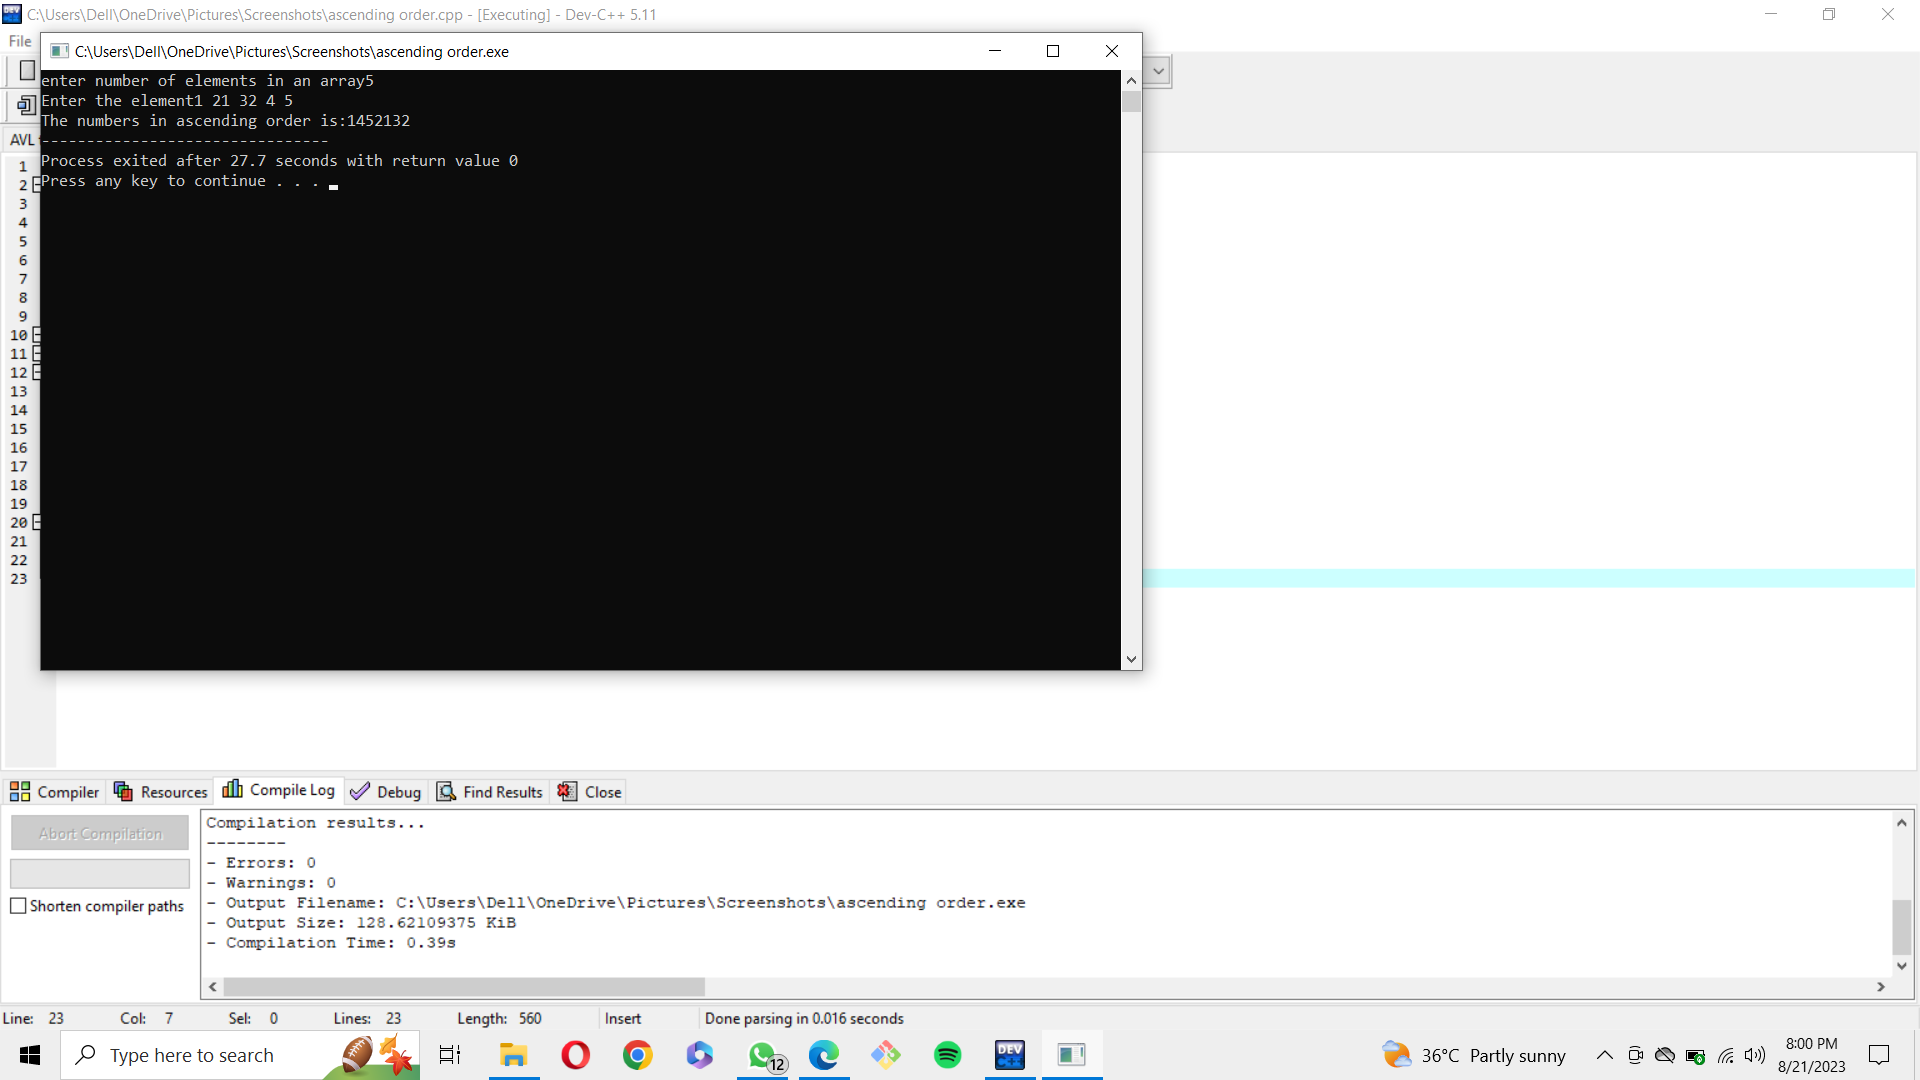 C:\Users\Dell\OneDrive\Pictures\Screenshots\ascending order.cpp - [Executing] - Dev-C++ 5.11
File
C:\Users\Dell\OneDrive\Pictures\Screenshots\ascending order.exe
enter number of elements in an array5
Enter the element1 21 32 4 5
The numbers in ascending order is:1452132
--------------------------------
Process exited after 27.7 seconds with return value 0
Press any key to continue . . .
AVL
1
2
3
4
5
6
7
8
9
10
11
12
13
14
15
16
17
18
19
20
21
22
23
Compiler Resources Compile Log Debug Find Results Close
Abort Compilation
Shorten compiler paths
Compilation results...
--------
- Errors: 0
- Warnings: 0
- Output Filename: C:\Users\Dell\OneDrive\Pictures\Screenshots\ascending order.exe
- Output Size: 128.62109375 KiB
- Compilation Time: 0.39s
Line: 23 Col: 7 Sel: 0 Lines: 23 Length: 560 Insert Done parsing in 0.016 seconds
Type here to search
12
DEV
36°C Partly sunny
8:00 PM
8/21/2023